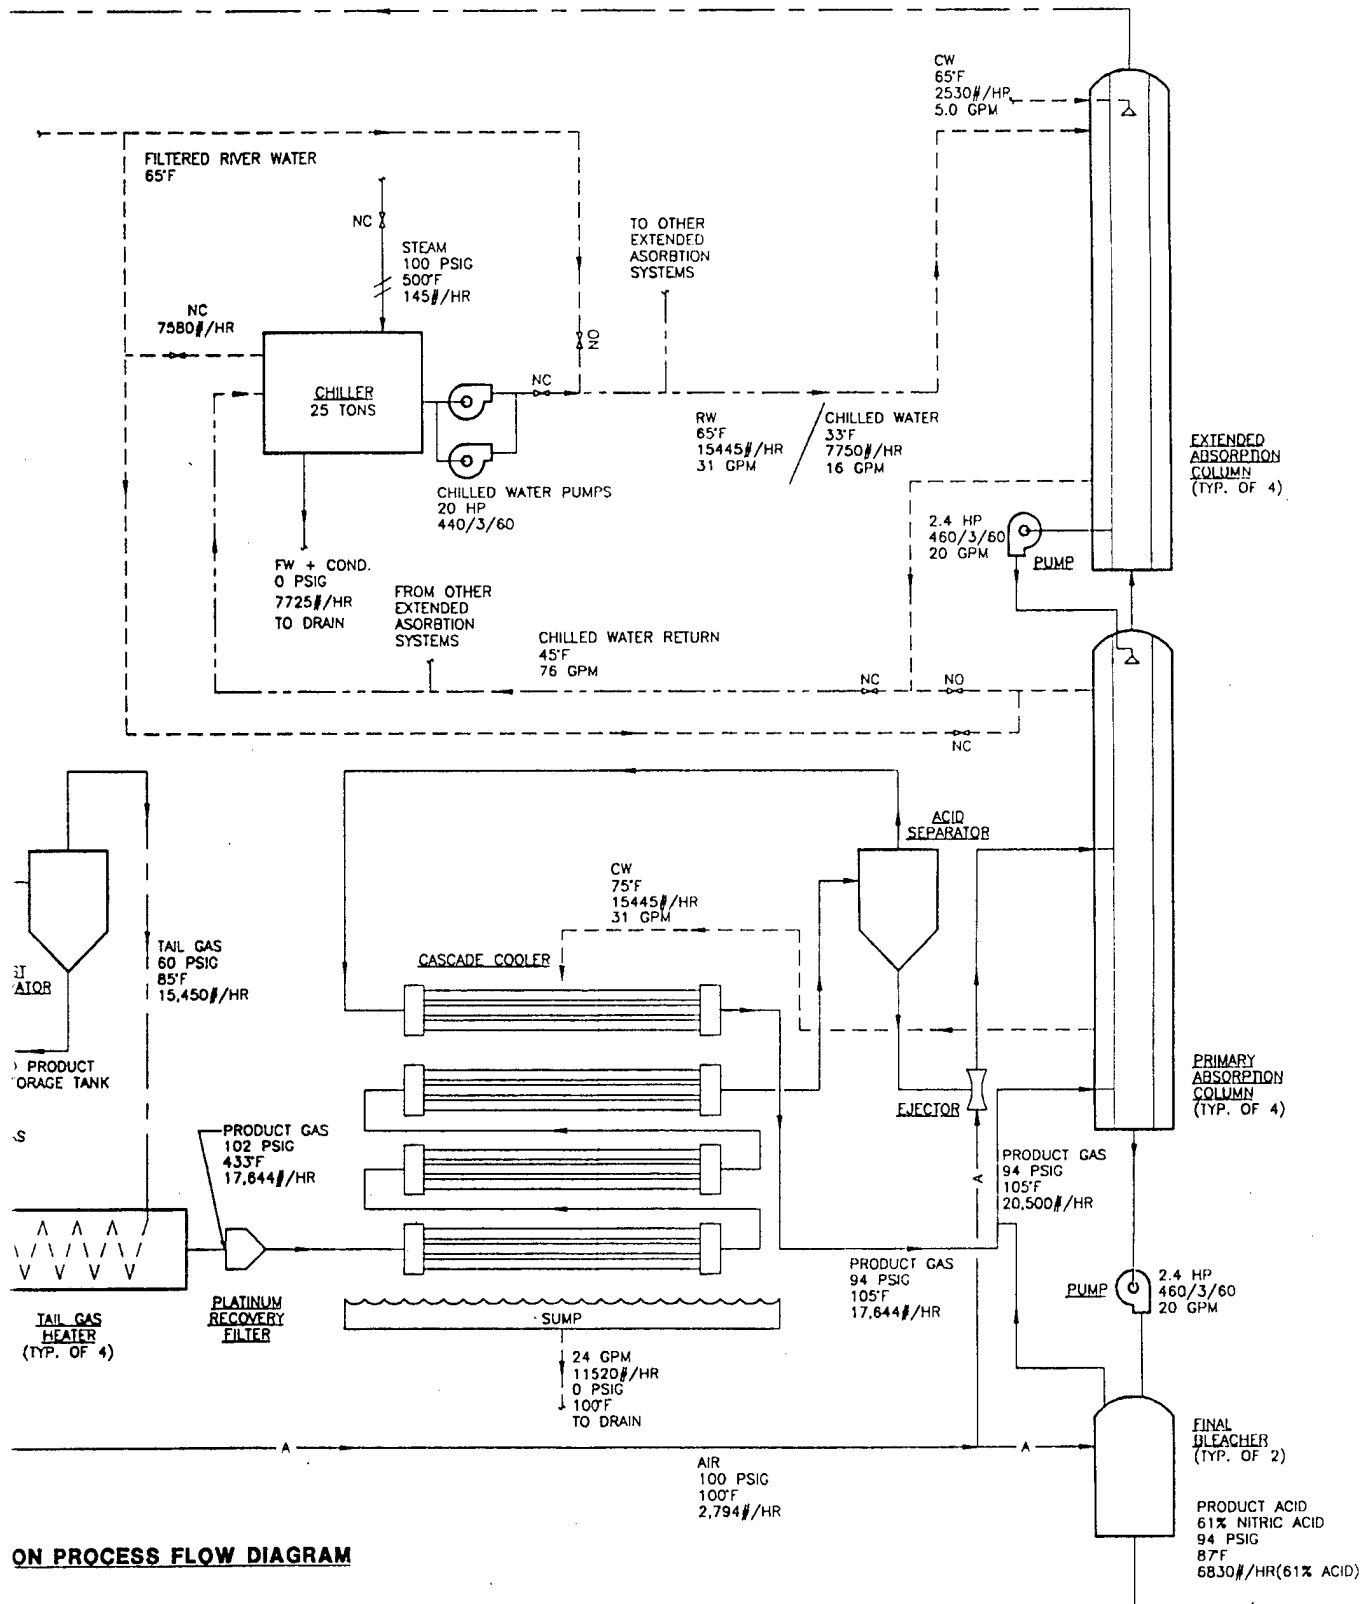 CW
65°F
2530#/HR
5.0 GPM
FILTERED RIVER WATER
65°F
NC
STEAM
100 PSIG
500°F
145#/HR
TO OTHER
EXTENDED
ASORBTION
SYSTEMS
NC
7580#/HR
NO
CHILLER
25 TONS
NC
RW
65°F
15445#/HR
31 GPM
CHILLED WATER
33°F
7750#/HR
16 GPM
EXTENDED
ABSORPTION
COLUMN
(TYP. OF 4)
CHILLED WATER PUMPS
20 HP
440/3/60
2.4 HP
460/3/60
20 GPM
PUMP
FW + COND.
0 PSIG
7725#/HR
TO DRAIN
FROM OTHER
EXTENDED
ASORBTION
SYSTEMS
CHILLED WATER RETURN
45°F
76 GPM
NC
NO
NC
ACID
SEPARATOR
CW
75°F
15445#/HR
31 GPM
CASCADE COOLER
TAIL GAS
60 PSIG
85°F
15,450#/HR
ST
ATOR
PRODUCT
ORAGE TANK
AS
PRIMARY
ABSORPTION
COLUMN
(TYP. OF 4)
EJECTOR
PRODUCT GAS
102 PSIG
433°F
17,644#/HR
PRODUCT GAS
94 PSIG
105°F
20,500#/HR
A
PRODUCT GAS
94 PSIG
105°F
17,644#/HR
PUMP
2.4 HP
460/3/60
20 GPM
TAIL GAS
HEATER
(TYP. OF 4)
PLATINUM
RECOVERY
FILTER
SUMP
24 GPM
11520#/HR
0 PSIG
100°F
TO DRAIN
A
A
AIR
100 PSIG
100°F
2,794#/HR
FINAL
BLEACHER
(TYP. OF 2)
PRODUCT ACID
61% NITRIC ACID
94 PSIG
87°F
6830#/HR(61% ACID)
ON PROCESS FLOW DIAGRAM